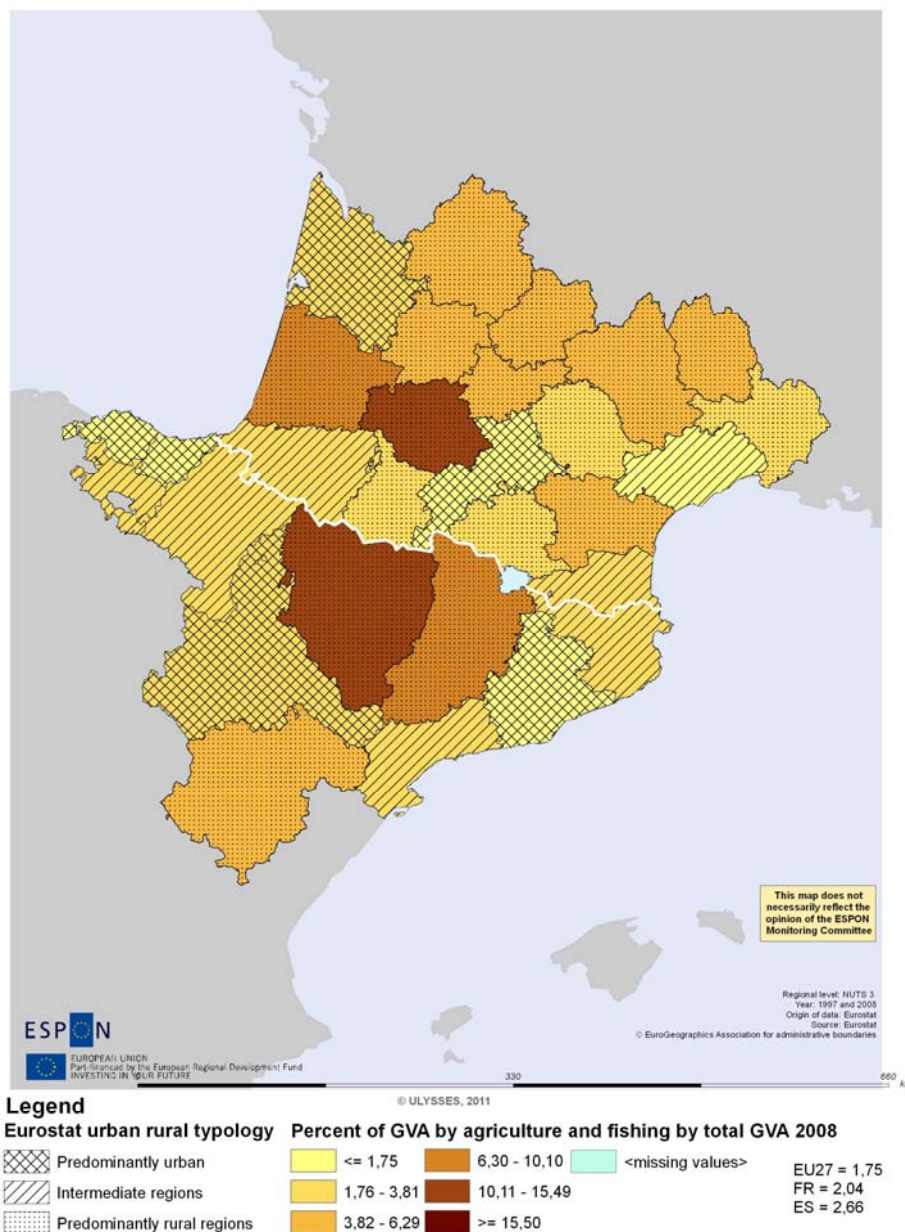 This map does not
necessarily reflect the
opinion of the ESPON
Monitoring Committee
Regional level: NUTS 3
Year: 1997 and 2008
Origin of data: Eurostat
Source: Eurostat
© EuroGeographics Association for administrative boundaries
ESPON
EUROPEAN UNION
Part-financed by the European Regional Development Fund
INVESTING IN YOUR FUTURE
330
660
k
© ULYSSES, 2011
Legend
Eurostat urban rural typology
Predominantly urban
Intermediate regions
Predominantly rural regions
Percent of GVA by agriculture and fishing by total GVA 2008
<= 1,75
1,76 - 3,81
3,82 - 6,29
6,30 - 10,10
10,11 - 15,49
>= 15,50
<missing values>
EU27 = 1,75
FR = 2,04
ES = 2,66